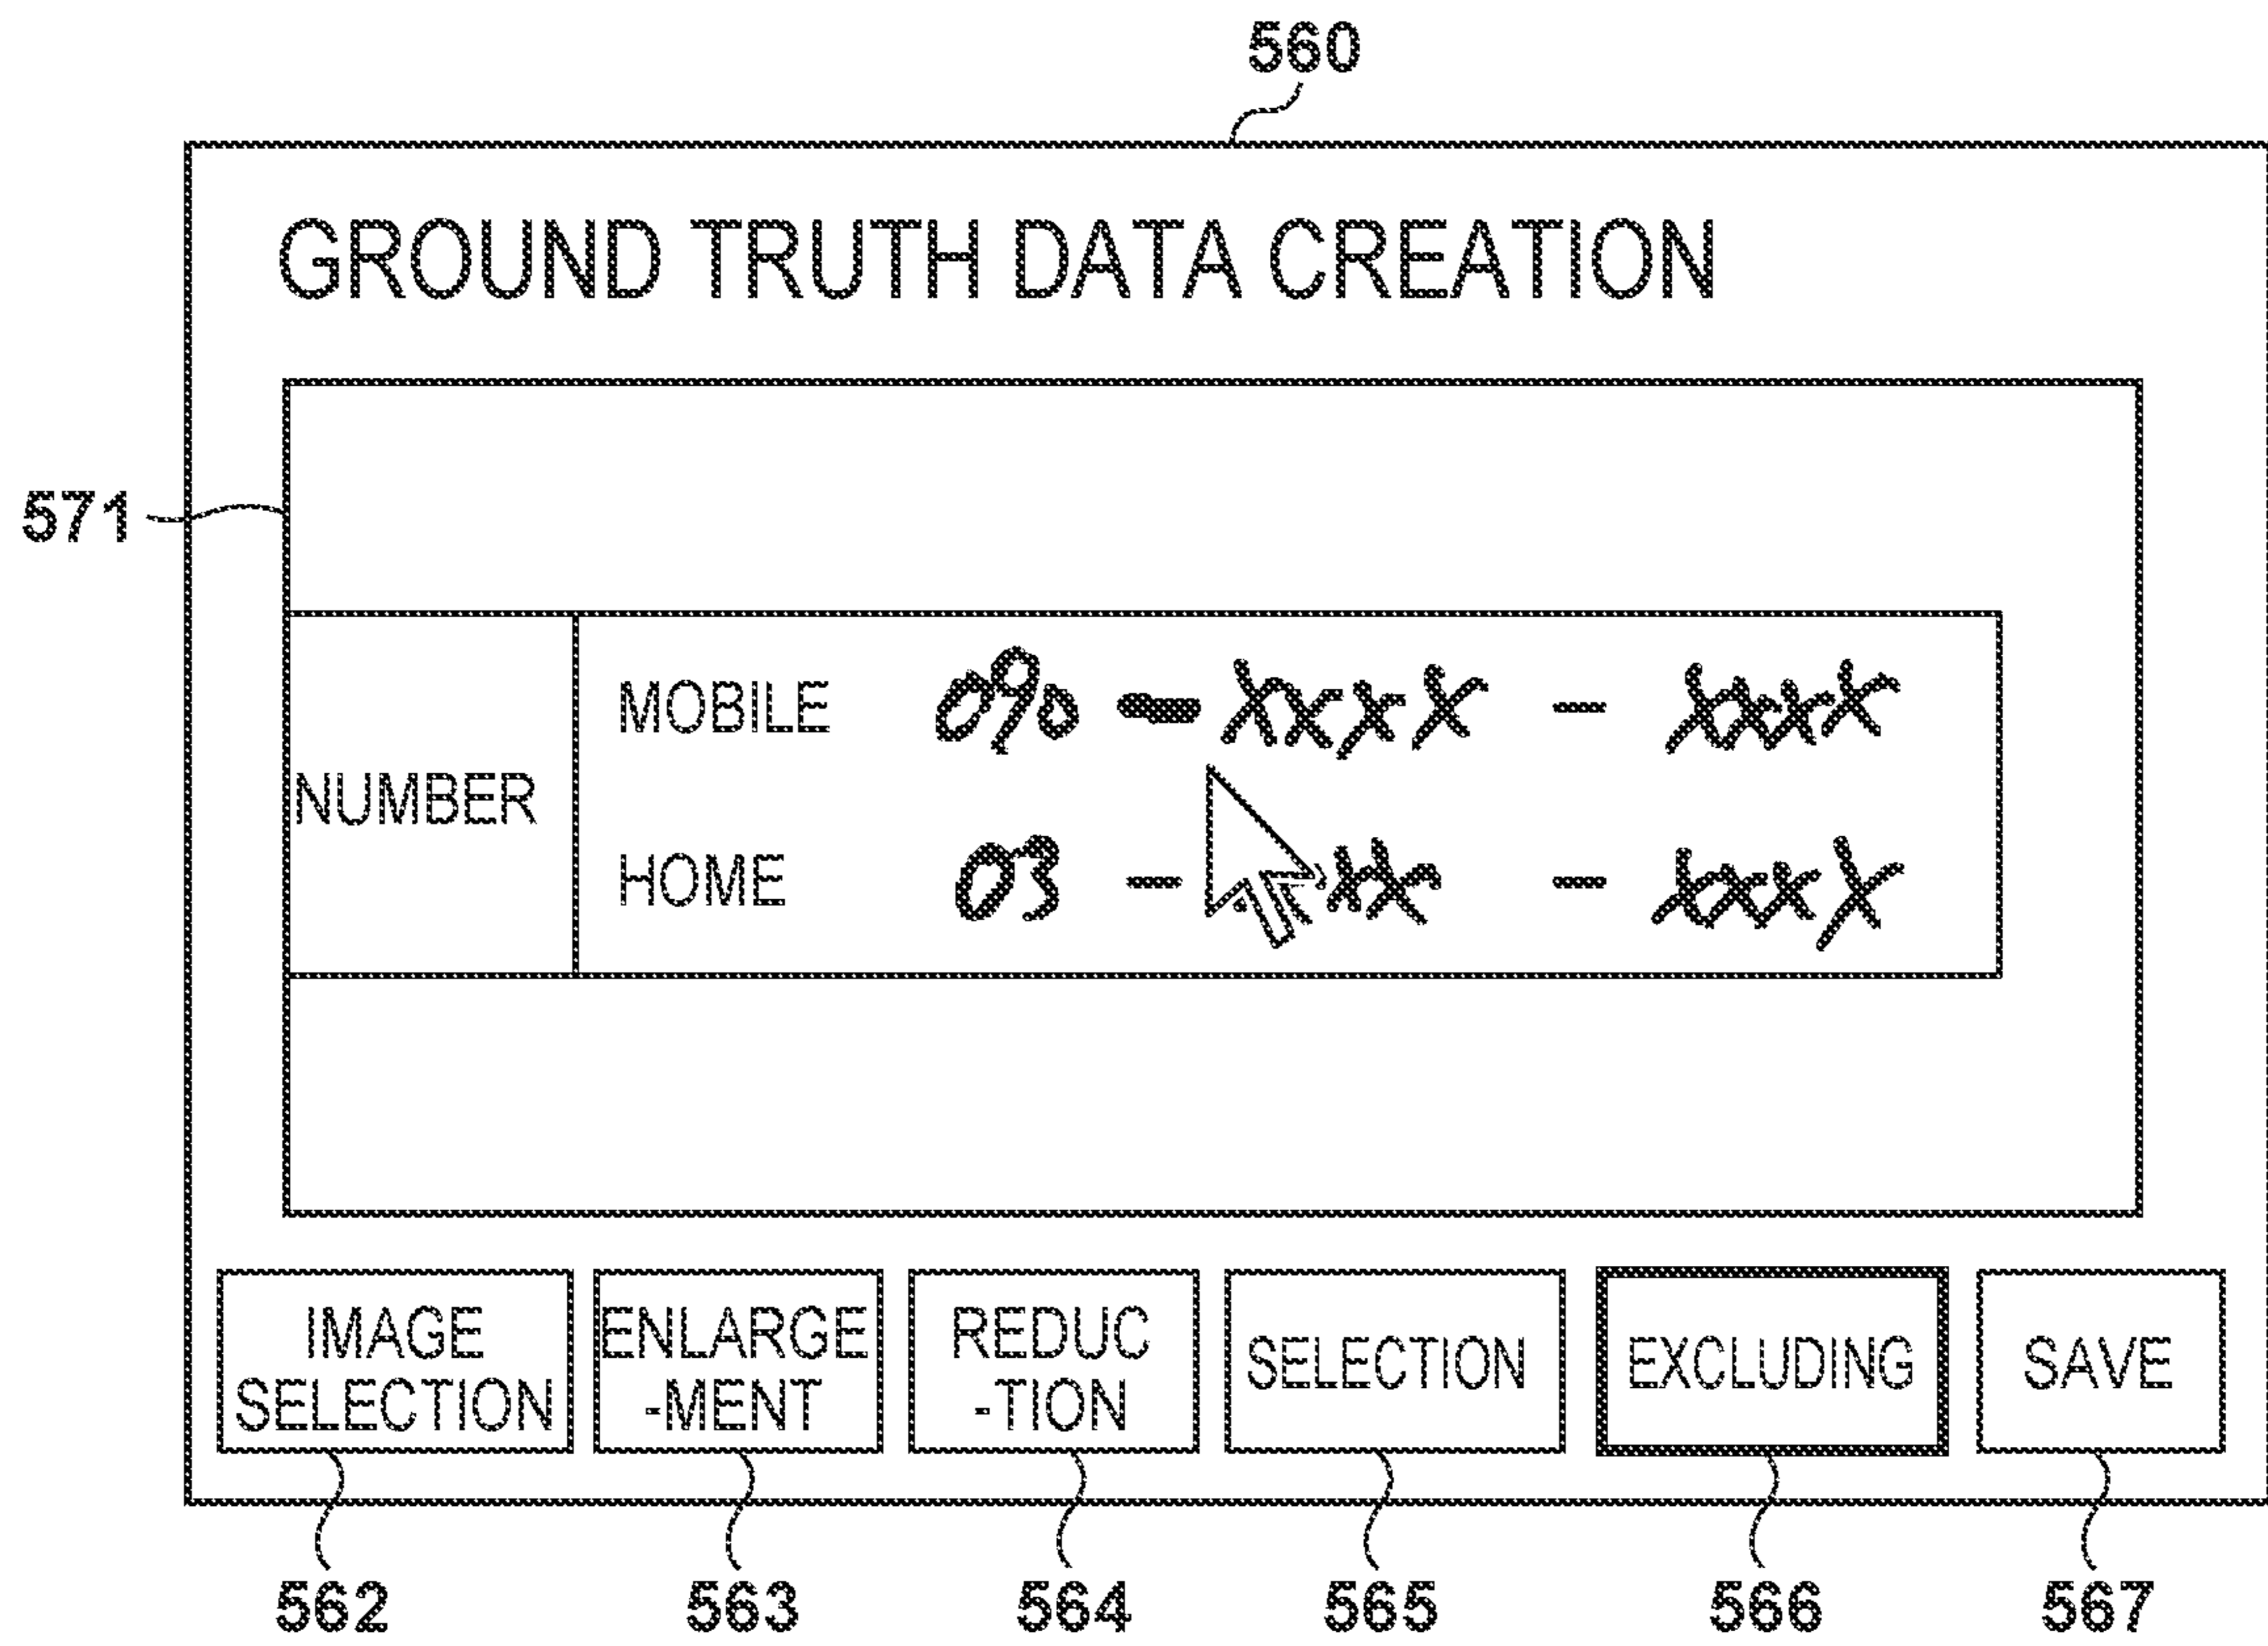 560
GROUND TRUTH DATA CREATION
571
NUMBER
MOBILE 090 - xxxx - xxxx
HOME 03 - xx - xxxx
IMAGE SELECTION
ENLARGE -MENT
REDUC -TION
SELECTION
EXCLUDING
SAVE
562 563 564 565 566 567